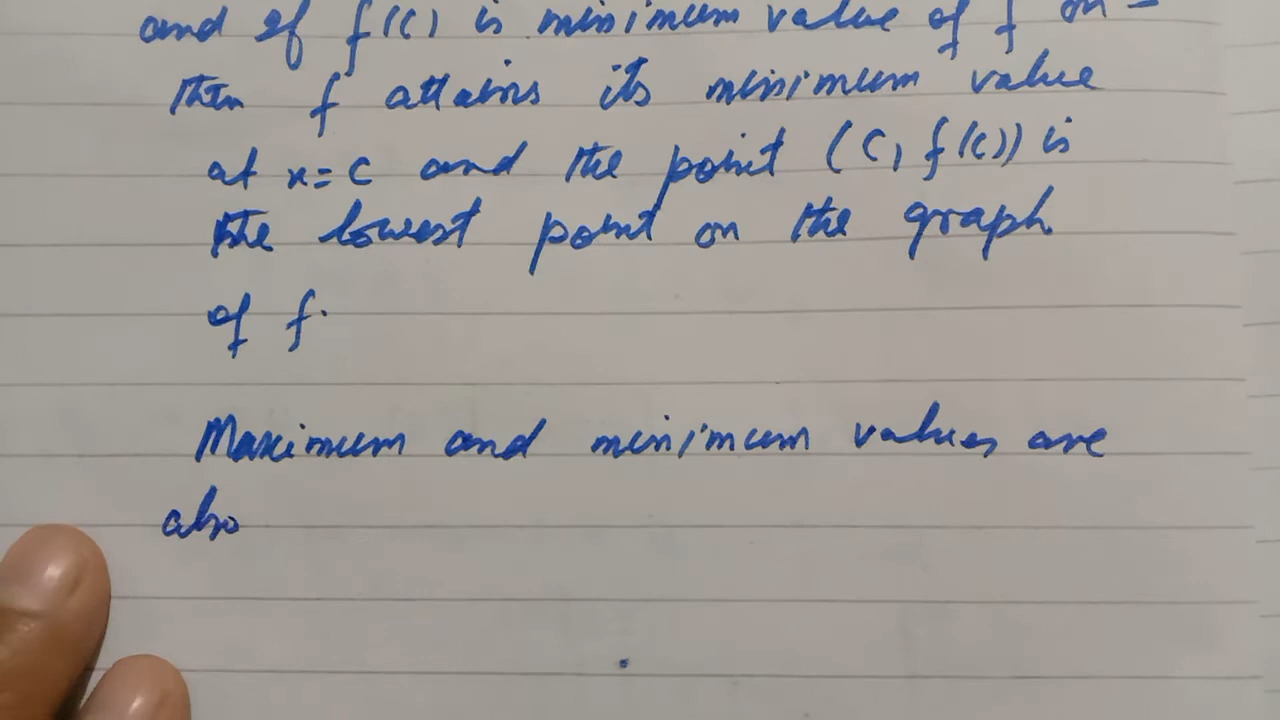 and if f(c) is minimum value of f on
then f attains its minimum value
at x=c and the point (c, f(c)) is
the lowest point on the graph
of f.
Maximum and minimum values are
also